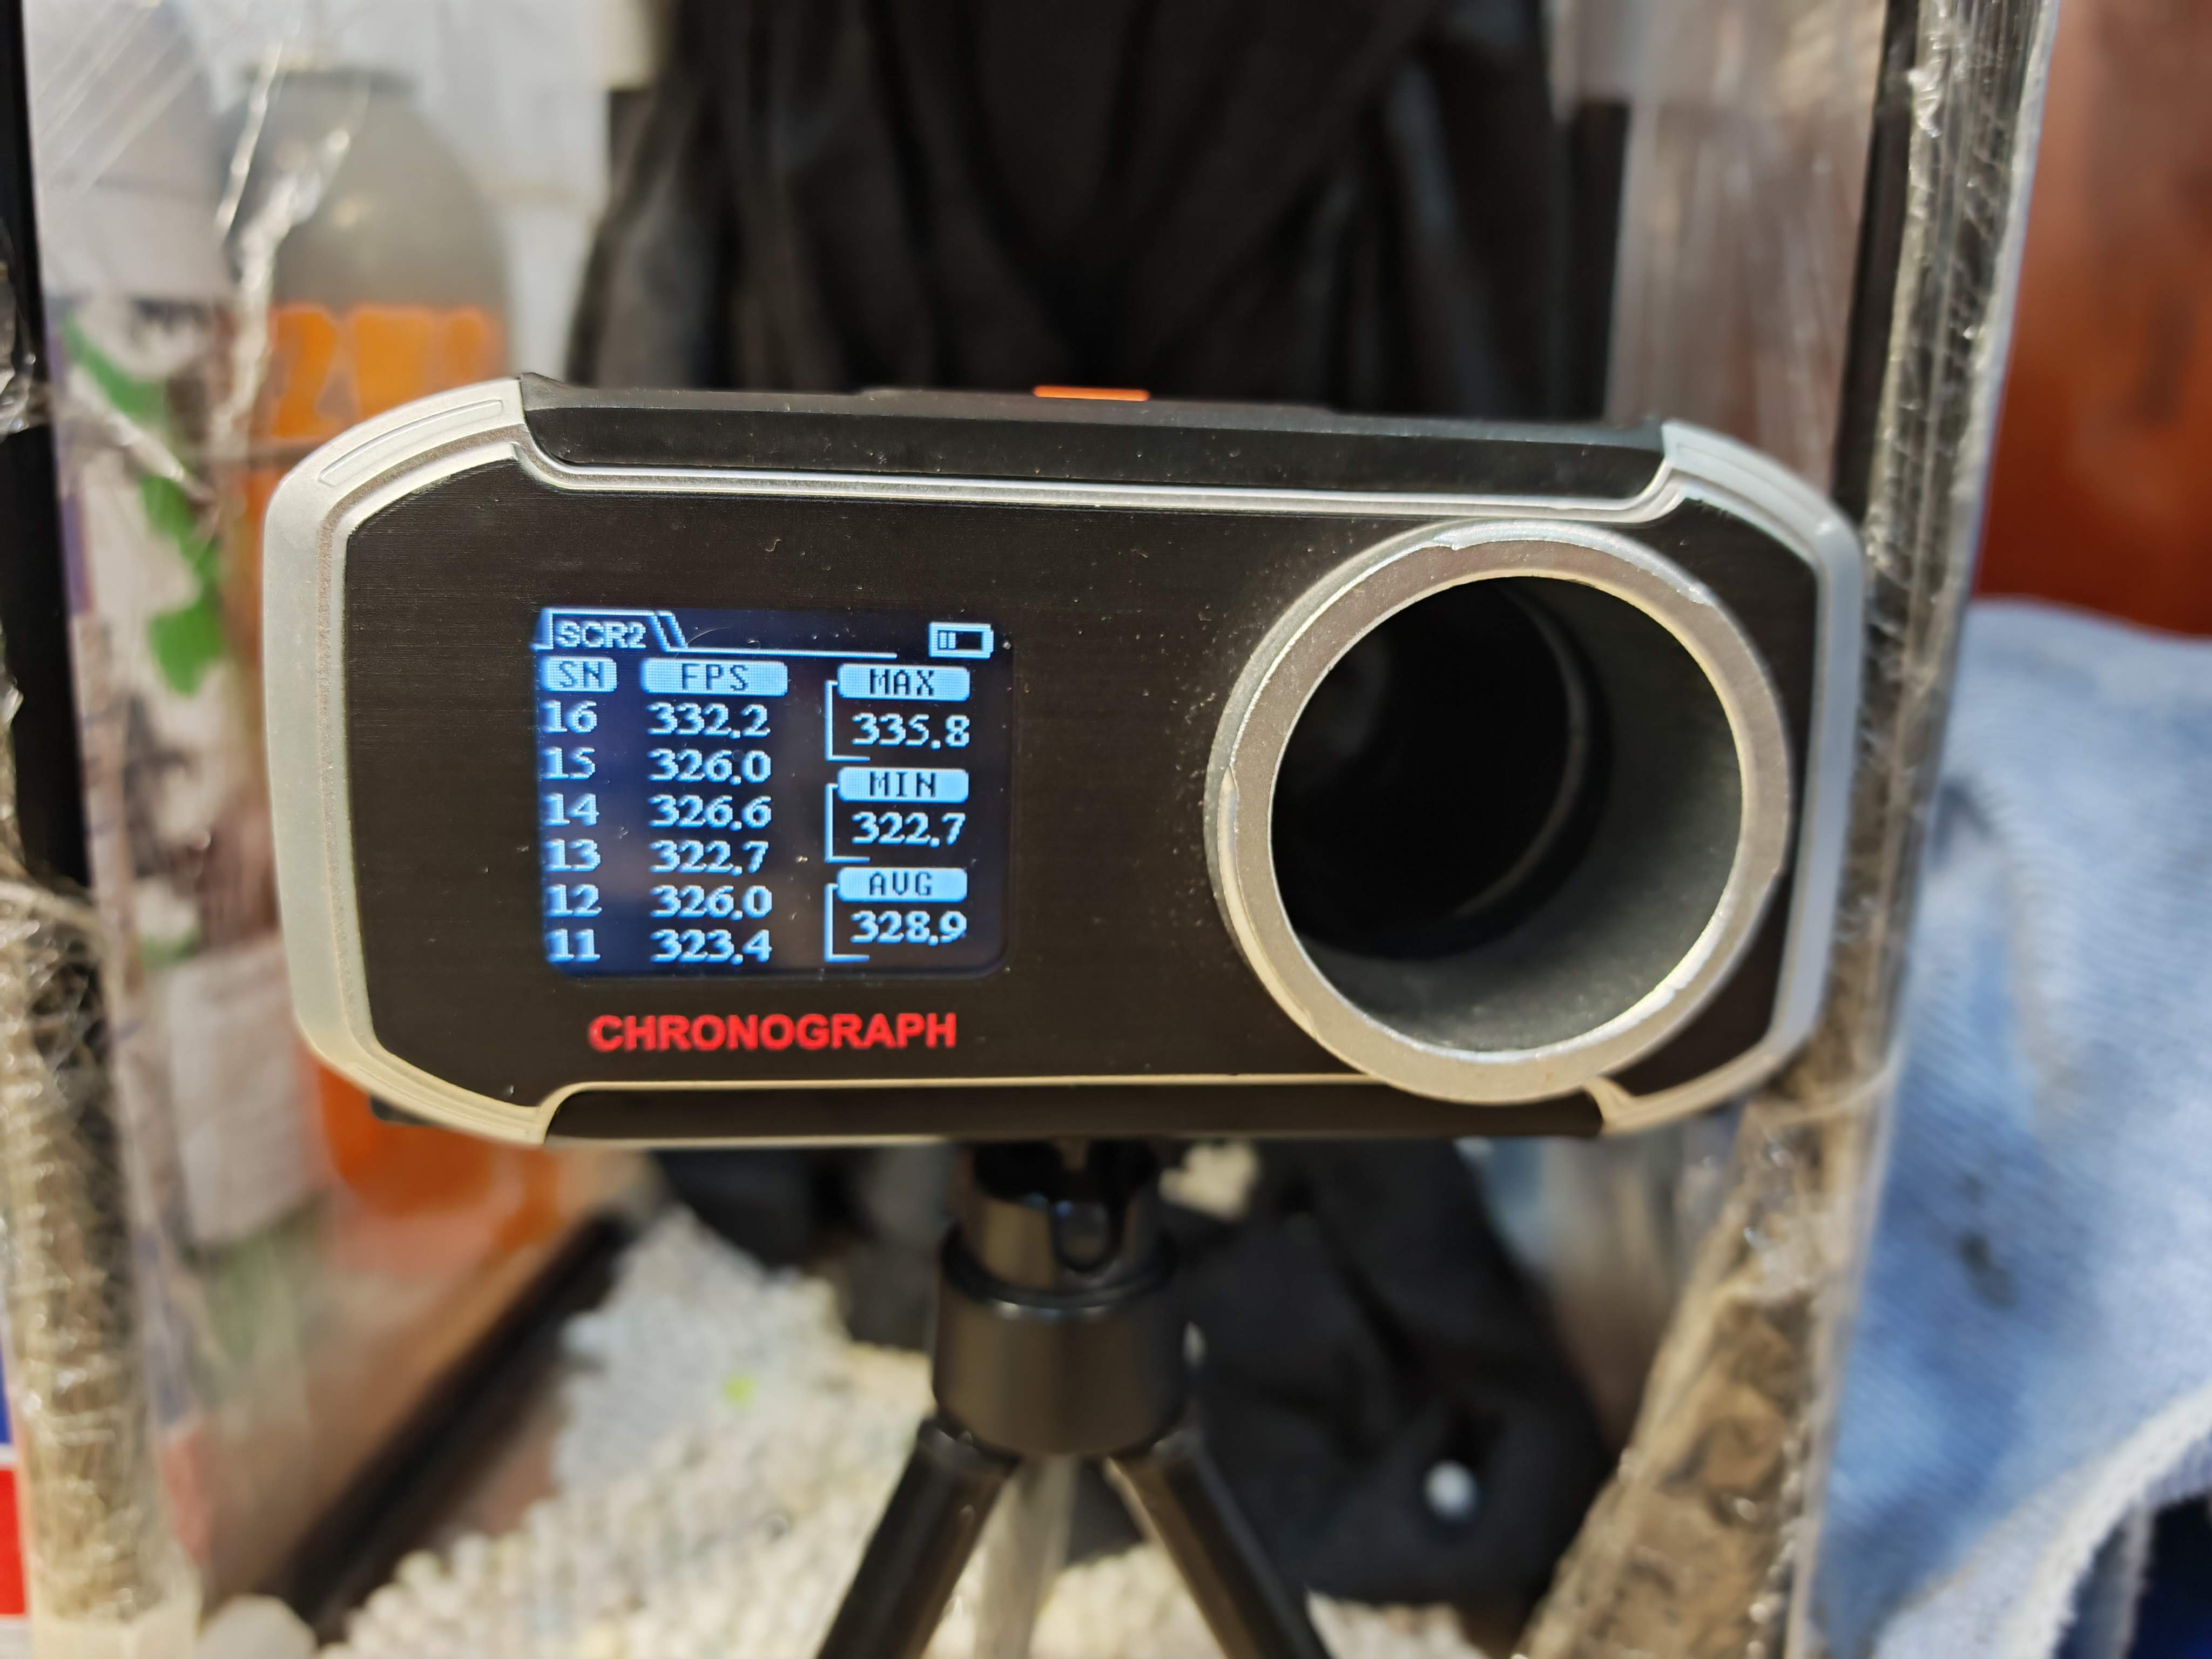 SCR2
SN FPS MAX
16 332.2 335.8
15 326.0 MIN
14 326.6 322.7
13 322.7 AVG
12 326.0 328.9
11 323.4
CHRONOGRAPH